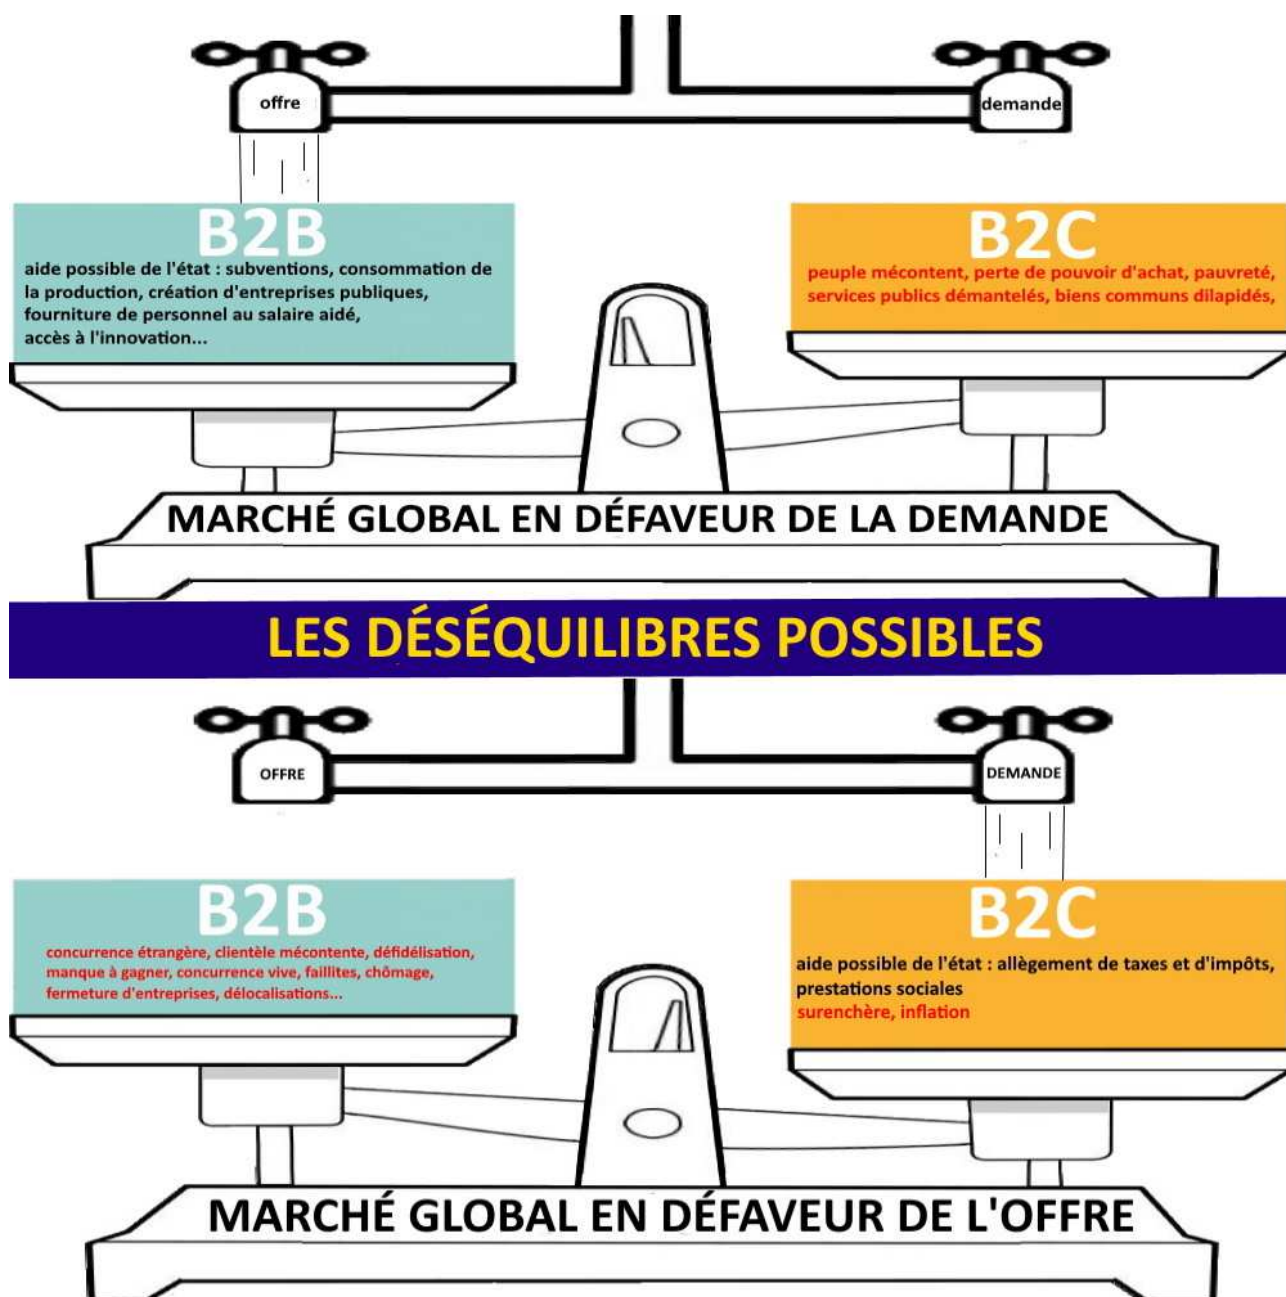 offre
demande
B2B
aide possible de l'état : subventions, consommation de
la production, création d'entreprises publiques,
fourniture de personnel au salaire aidé,
accès à l'innovation...
B2C
peuple mécontent, perte de pouvoir d'achat, pauvreté,
services publics démantelés, biens communs dilapidés,
MARCHÉ GLOBAL EN DÉFAVEUR DE LA DEMANDE
LES DÉSÉQUILIBRES POSSIBLES
OFFRE
DEMANDE
B2B
concurrence étrangère, clientèle mécontente, défidélisation,
manque à gagner, concurrence vive, faillites, chômage,
fermeture d'entreprises, délocalisations...
B2C
aide possible de l'état : allègement de taxes et d'impôts,
prestations sociales
surenchère, inflation
MARCHÉ GLOBAL EN DÉFAVEUR DE L'OFFRE